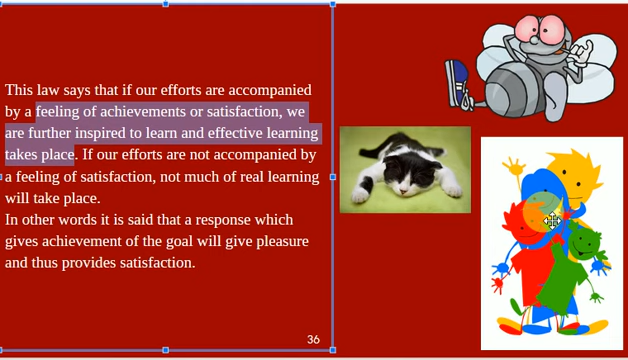 This law says that if our efforts are accompanied
by a feeling of achievements or satisfaction, we
are further inspired to learn and effective learning
takes place. If our efforts are not accompanied by
a feeling of satisfaction, not much of real learning
will take place.
In other words it is said that a response which
gives achievement of the goal will give pleasure
and thus provides satisfaction.
36